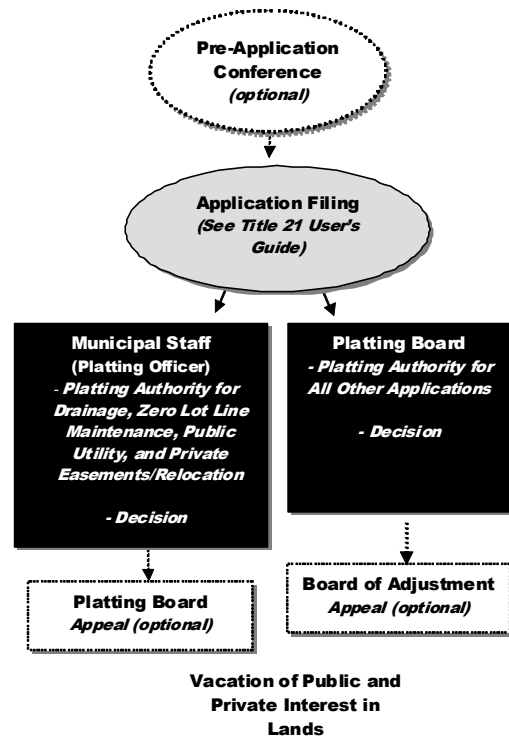 Pre-Application
Conference
(optional)
Application Filing
(See Title 21 User's
Guide)
Municipal Staff
(Platting Officer)
- Platting Authority for
Drainage, Zero Lot Line
Maintenance, Public
Utility, and Private
Easements/Relocation
- Decision
Platting Board
- Platting Authority for
All Other Applications
- Decision
Platting Board
Appeal (optional)
Board of Adjustment
Appeal (optional)
Vacation of Public and
Private Interest in
Lands